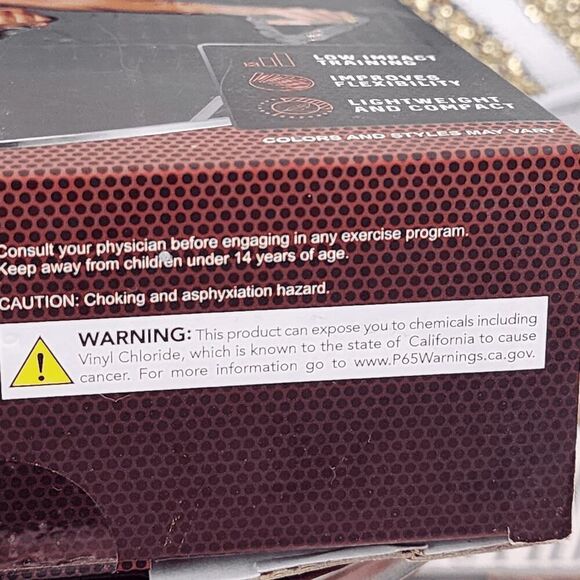 LOW IMPACT
TRAINING
IMPROVES
FLEXIBILITY
LIGHTWEIGHT
AND COMPACT
COLORS AND STYLES MAY VARY
Consult your physician before engaging in any exercise program.
Keep away from children under 14 years of age.
CAUTION: Choking and asphyxiation hazard.
WARNING: This product can expose you to chemicals including
Vinyl Chloride, which is known to the state of California to cause
cancer. For more information go to www.P65Warnings.ca.gov.